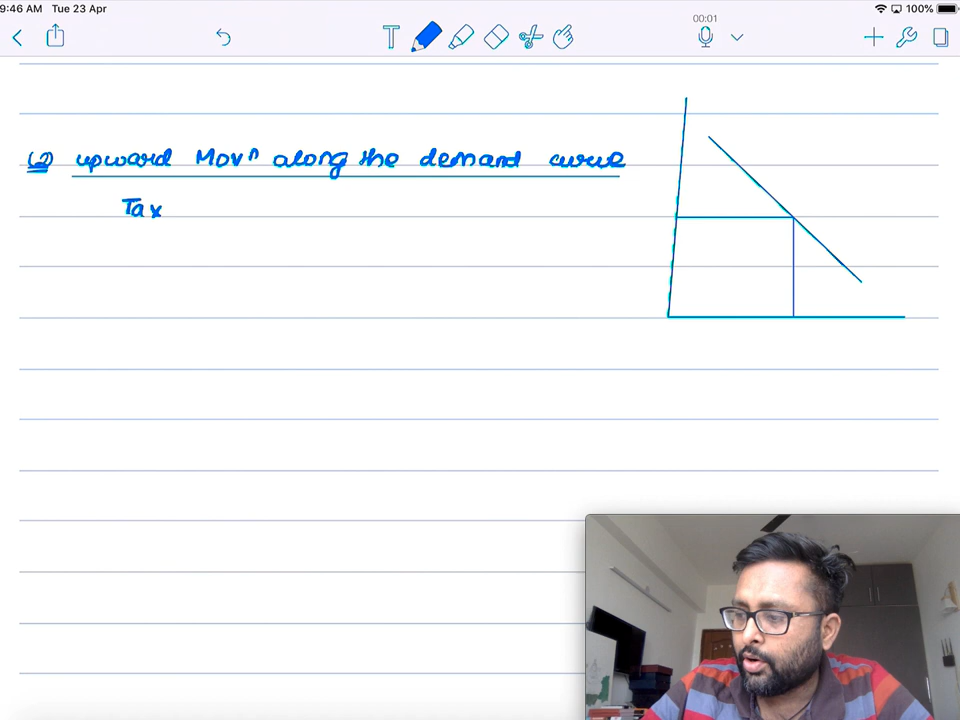 9:46 AM Tue 23 Apr
100%
00:01
T
(2) upward Movⁿ along the demand curve
Tax